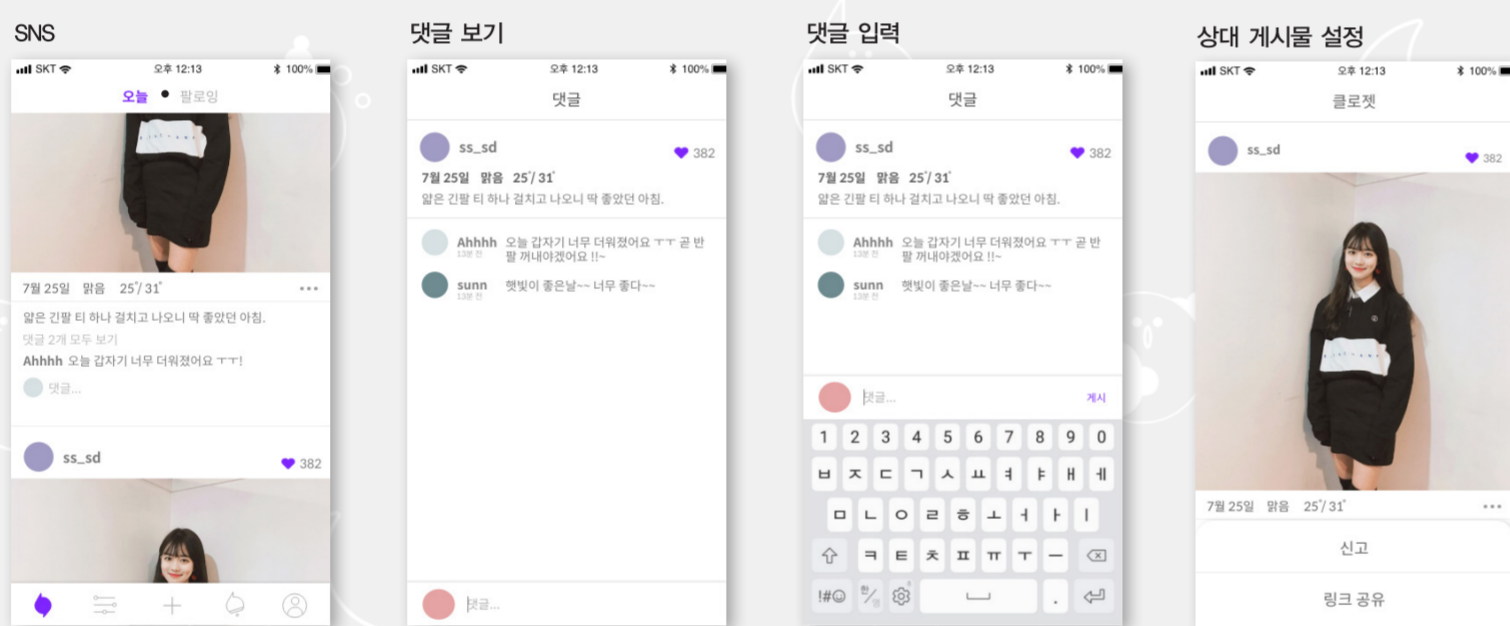 SNS
SKT 오후 12:13 100%
오늘 팔로잉
7월 25일 맑음 25°/ 31°
얇은 긴팔 티 하나 걸치고 나오니 딱 좋았던 아침.
댓글 2개 모두 보기
Ahhhh 오늘 갑자기 너무 더워졌어요 ㅜㅜ!
댓글...
ss_sd 382
댓글 보기
SKT 오후 12:13 100%
댓글
ss_sd 382
7월 25일 맑음 25°/ 31°
얇은 긴팔 티 하나 걸치고 나오니 딱 좋았던 아침.
Ahhhh 오늘 갑자기 너무 더워졌어요 ㅜㅜ 곧 반
13분 전 팔 꺼내야겠어요 !!~
sunn 햇빛이 좋은날~~ 너무 좋다~~
13분 전
댓글...
댓글 입력
SKT 오후 12:13 100%
댓글
ss_sd 382
7월 25일 맑음 25°/ 31°
얇은 긴팔 티 하나 걸치고 나오니 딱 좋았던 아침.
Ahhhh 오늘 갑자기 너무 더워졌어요 ㅜㅜ 곧 반
13분 전 팔 꺼내야겠어요 !!~
sunn 햇빛이 좋은날~~ 너무 좋다~~
13분 전
댓글... 게시
1 2 3 4 5 6 7 8 9 0
ㅂ ㅈ ㄷ ㄱ ㅅ ㅛ ㅕ ㅑ ㅐ ㅔ
ㅁ ㄴ ㅇ ㄹ ㅎ ㅗ ㅓ ㅏ ㅣ
ㅋ ㅌ ㅊ ㅍ ㅠ ㅜ ㅡ
!#☺ 한/영 .
상대 게시물 설정
SKT 오후 12:13 100%
클로젯
ss_sd 382
7월 25일 맑음 25°/ 31°
신고
링크 공유